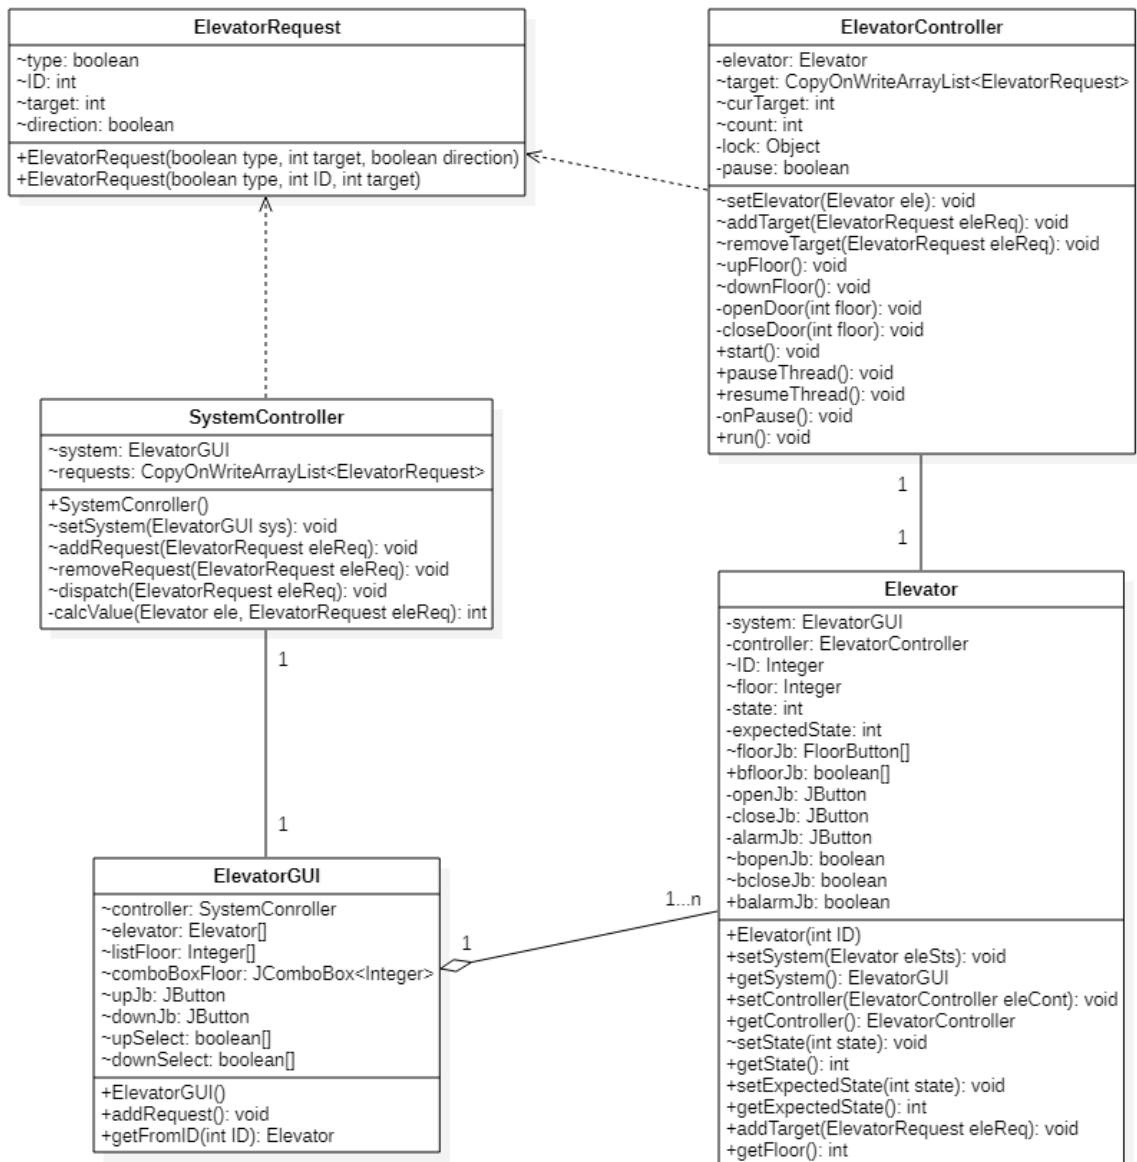 ElevatorRequest
~type: boolean
~ID: int
~target: int
~direction: boolean
+ElevatorRequest(boolean type, int target, boolean direction)
+ElevatorRequest(boolean type, int ID, int target)
ElevatorController
-elevator: Elevator
~target: CopyOnWriteArrayList<ElevatorRequest>
~curTarget: int
~count: int
-lock: Object
-pause: boolean
~setElevator(Elevator ele): void
~addTarget(ElevatorRequest eleReq): void
~removeTarget(ElevatorRequest eleReq): void
~upFloor(): void
~downFloor(): void
-openDoor(int floor): void
-closeDoor(int floor): void
+start(): void
+pauseThread(): void
+resumeThread(): void
-onPause(): void
+run(): void
SystemController
~system: ElevatorGUI
~requests: CopyOnWriteArrayList<ElevatorRequest>
+SystemConroller()
~setSystem(ElevatorGUI sys): void
~addRequest(ElevatorRequest eleReq): void
~removeRequest(ElevatorRequest eleReq): void
~dispatch(ElevatorRequest eleReq): void
-calcValue(Elevator ele, ElevatorRequest eleReq): int
1
1
1
1
Elevator
-system: ElevatorGUI
-controller: ElevatorController
~ID: Integer
~floor: Integer
-state: int
-expectedState: int
~floorJb: FloorButton[]
+bfloorJb: boolean[]
-openJb: JButton
-closeJb: JButton
-alarmJb: JButton
~bopenJb: boolean
~bcloseJb: boolean
+balarmJb: boolean
+Elevator(int ID)
+setSystem(Elevator eleSts): void
+getSystem(): ElevatorGUI
+setController(ElevatorController eleCont): void
+getController(): ElevatorController
~setState(int state): void
+getState(): int
+setExpectedState(int state): void
+getExpectedState(): int
+addTarget(ElevatorRequest eleReq): void
+getFloor(): int
ElevatorGUI
~controller: SystemConroller
~elevator: Elevator[]
~listFloor: Integer[]
~comboBoxFloor: JComboBox<Integer>
~upJb: JButton
~downJb: JButton
~upSelect: boolean[]
~downSelect: boolean[]
+ElevatorGUI()
+addRequest(): void
+getFromID(int ID): Elevator
1
1...n